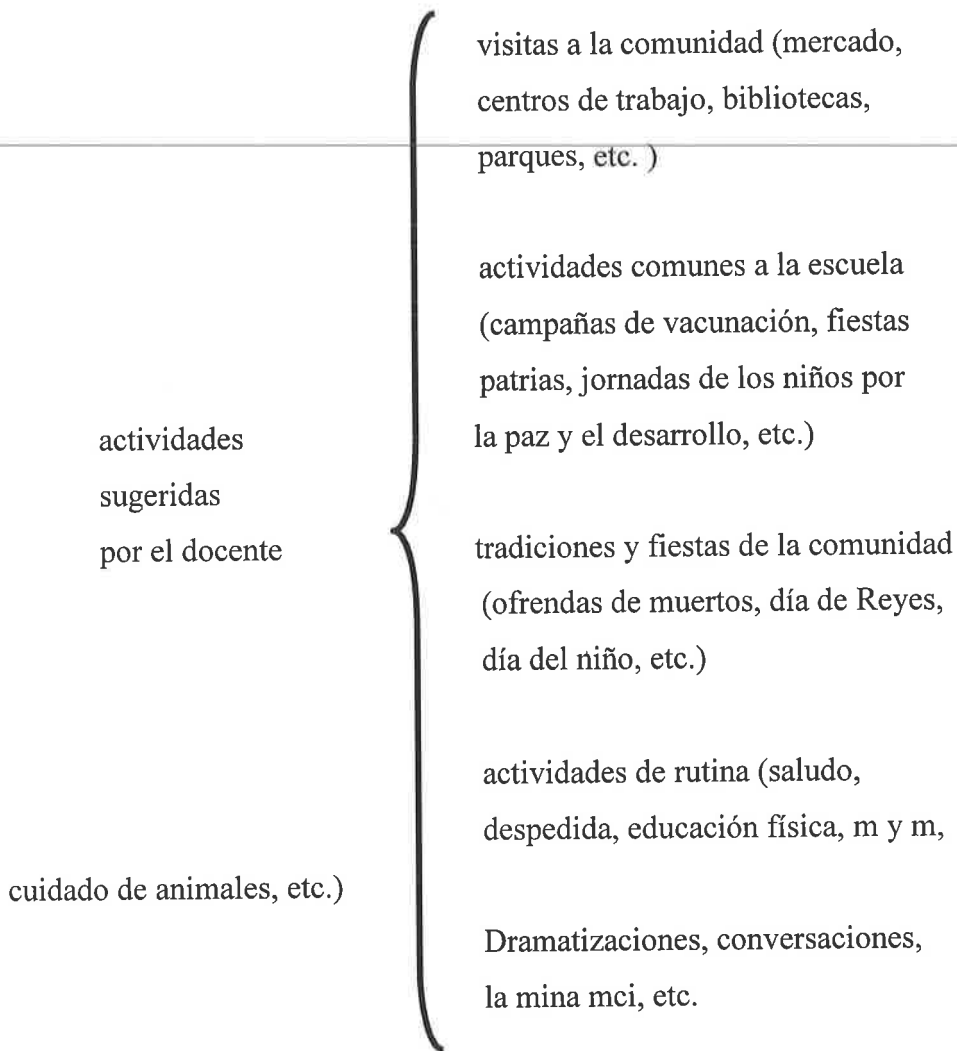 visitas a la comunidad (mercado,
centros de trabajo, bibliotecas,
parques, etc. )
actividades comunes a la escuela
(campañas de vacunación, fiestas
patrias, jornadas de los niños por
la paz y el desarrollo, etc.)
actividades
sugeridas
por el docente
tradiciones y fiestas de la comunidad
(ofrendas de muertos, día de Reyes,
día del niño, etc.)
actividades de rutina (saludo,
despedida, educación física, m y m,
cuidado de animales, etc.)
Dramatizaciones, conversaciones,
la mina mci, etc.